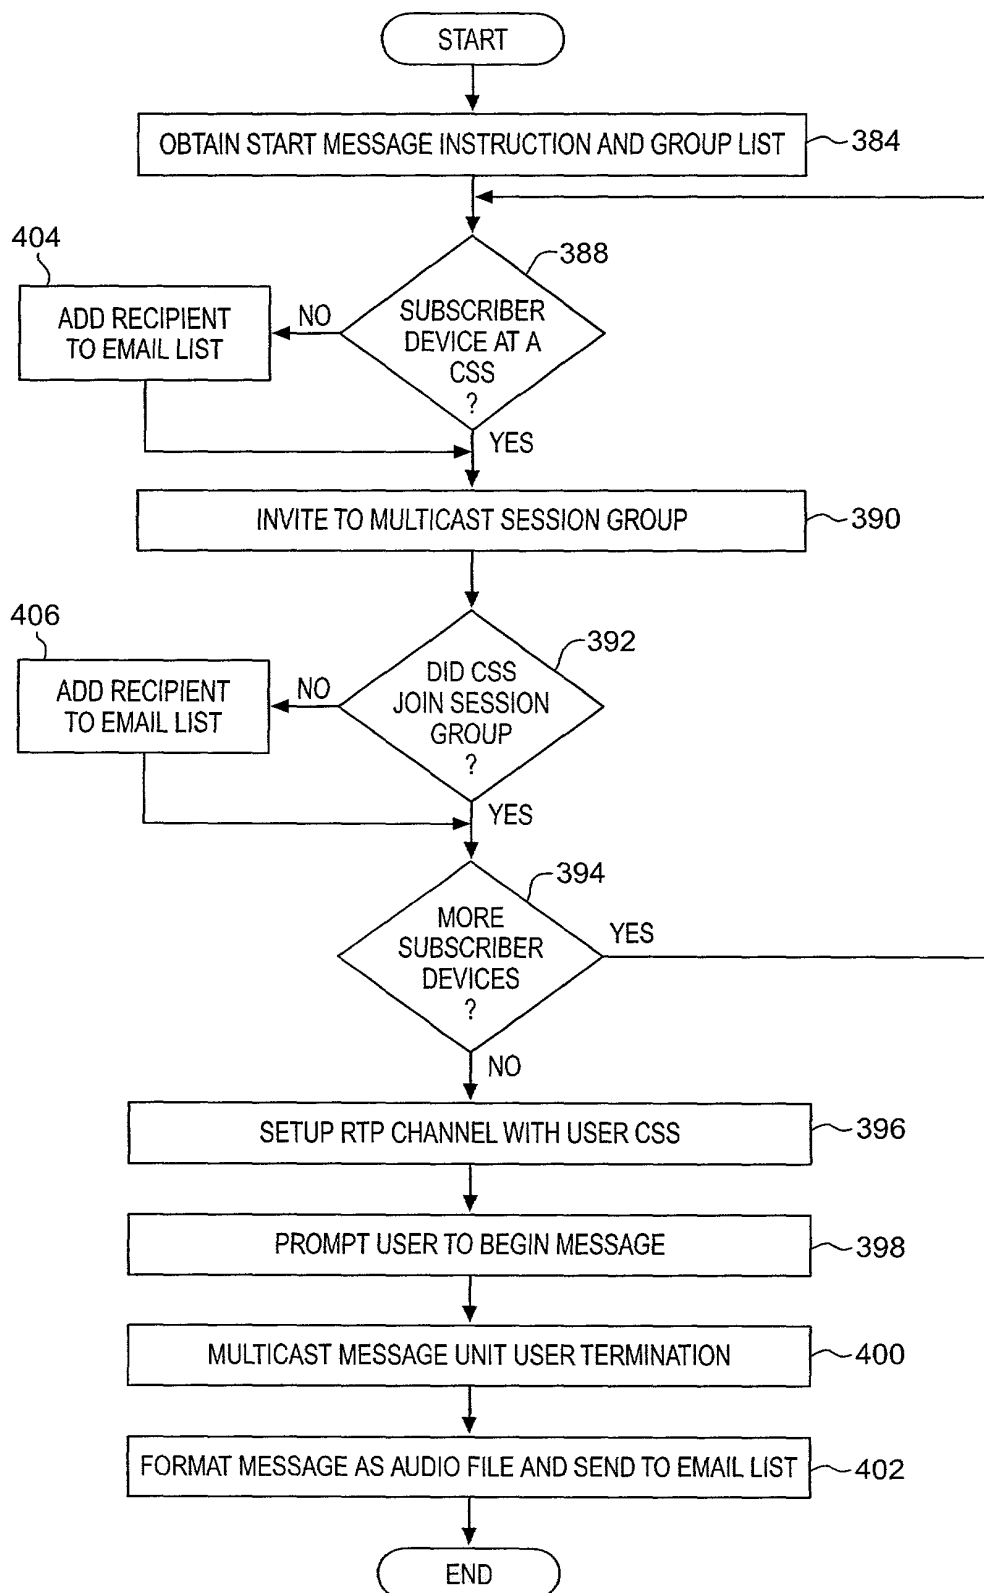 START
OBTAIN START MESSAGE INSTRUCTION AND GROUP LIST
384
404
388
ADD RECIPIENT
TO EMAIL LIST
NO
SUBSCRIBER
DEVICE AT A
CSS
?
YES
INVITE TO MULTICAST SESSION GROUP
390
406
392
ADD RECIPIENT
TO EMAIL LIST
NO
DID CSS
JOIN SESSION
GROUP
?
YES
394
MORE
SUBSCRIBER
DEVICES
?
YES
NO
SETUP RTP CHANNEL WITH USER CSS
396
PROMPT USER TO BEGIN MESSAGE
398
MULTICAST MESSAGE UNIT USER TERMINATION
400
FORMAT MESSAGE AS AUDIO FILE AND SEND TO EMAIL LIST
402
END